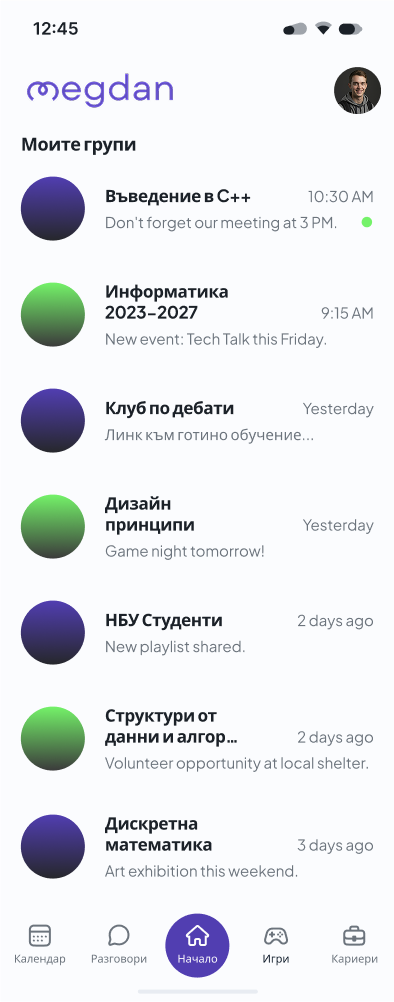 12:45
megdan
Моите групи
Въведение в C++
10:30 AM
Don't forget our meeting at 3 PM.
Информатика
2023–2027
9:15 AM
New event: Tech Talk this Friday.
Клуб по дебати
Yesterday
Линк към готино обучение...
Дизайн
принципи
Yesterday
Game night tomorrow!
НБУ Студенти
2 days ago
New playlist shared.
Структури от
данни и алгор...
2 days ago
Volunteer opportunity at local shelter.
Дискретна
математика
3 days ago
Art exhibition this weekend.
Календар
Разговори
Начало
Игри
Кариери